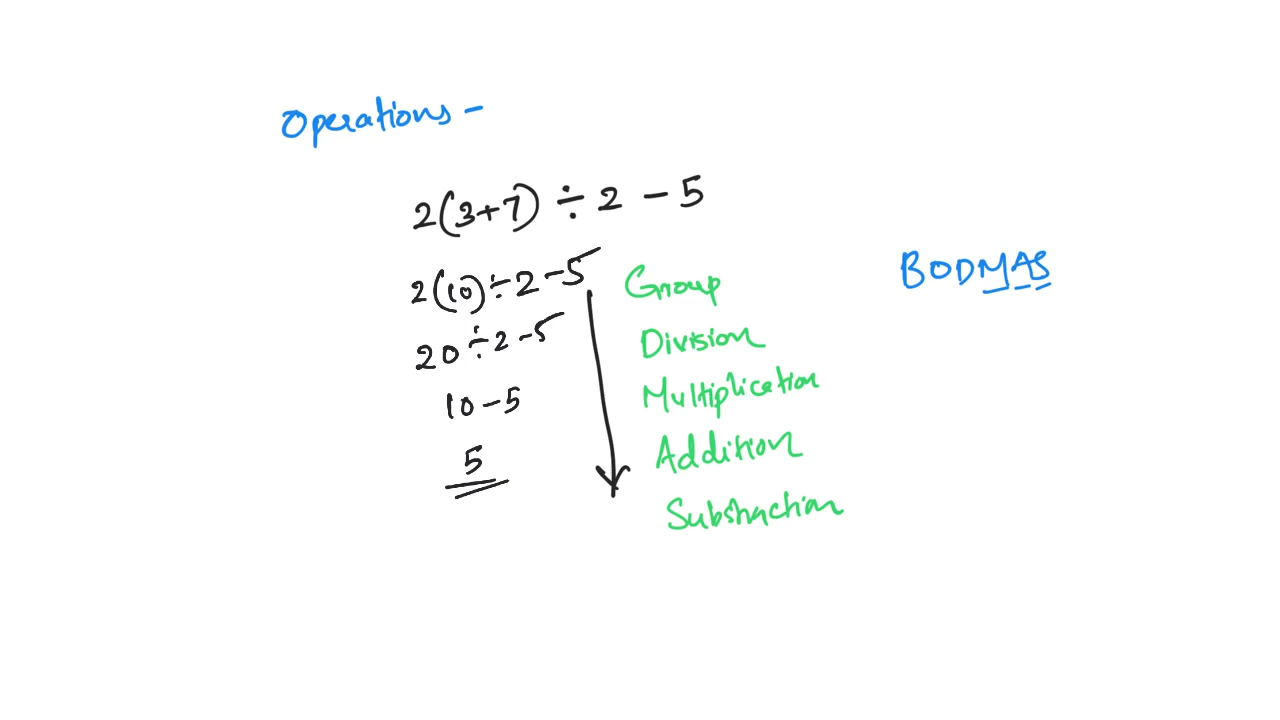 Operations -
2(3+7) ÷ 2 - 5
2(10) ÷ 2 - 5
Group
BODMAS
20 ÷ 2 - 5
Division
10 - 5
Multiplication
5
Addition
Substraction